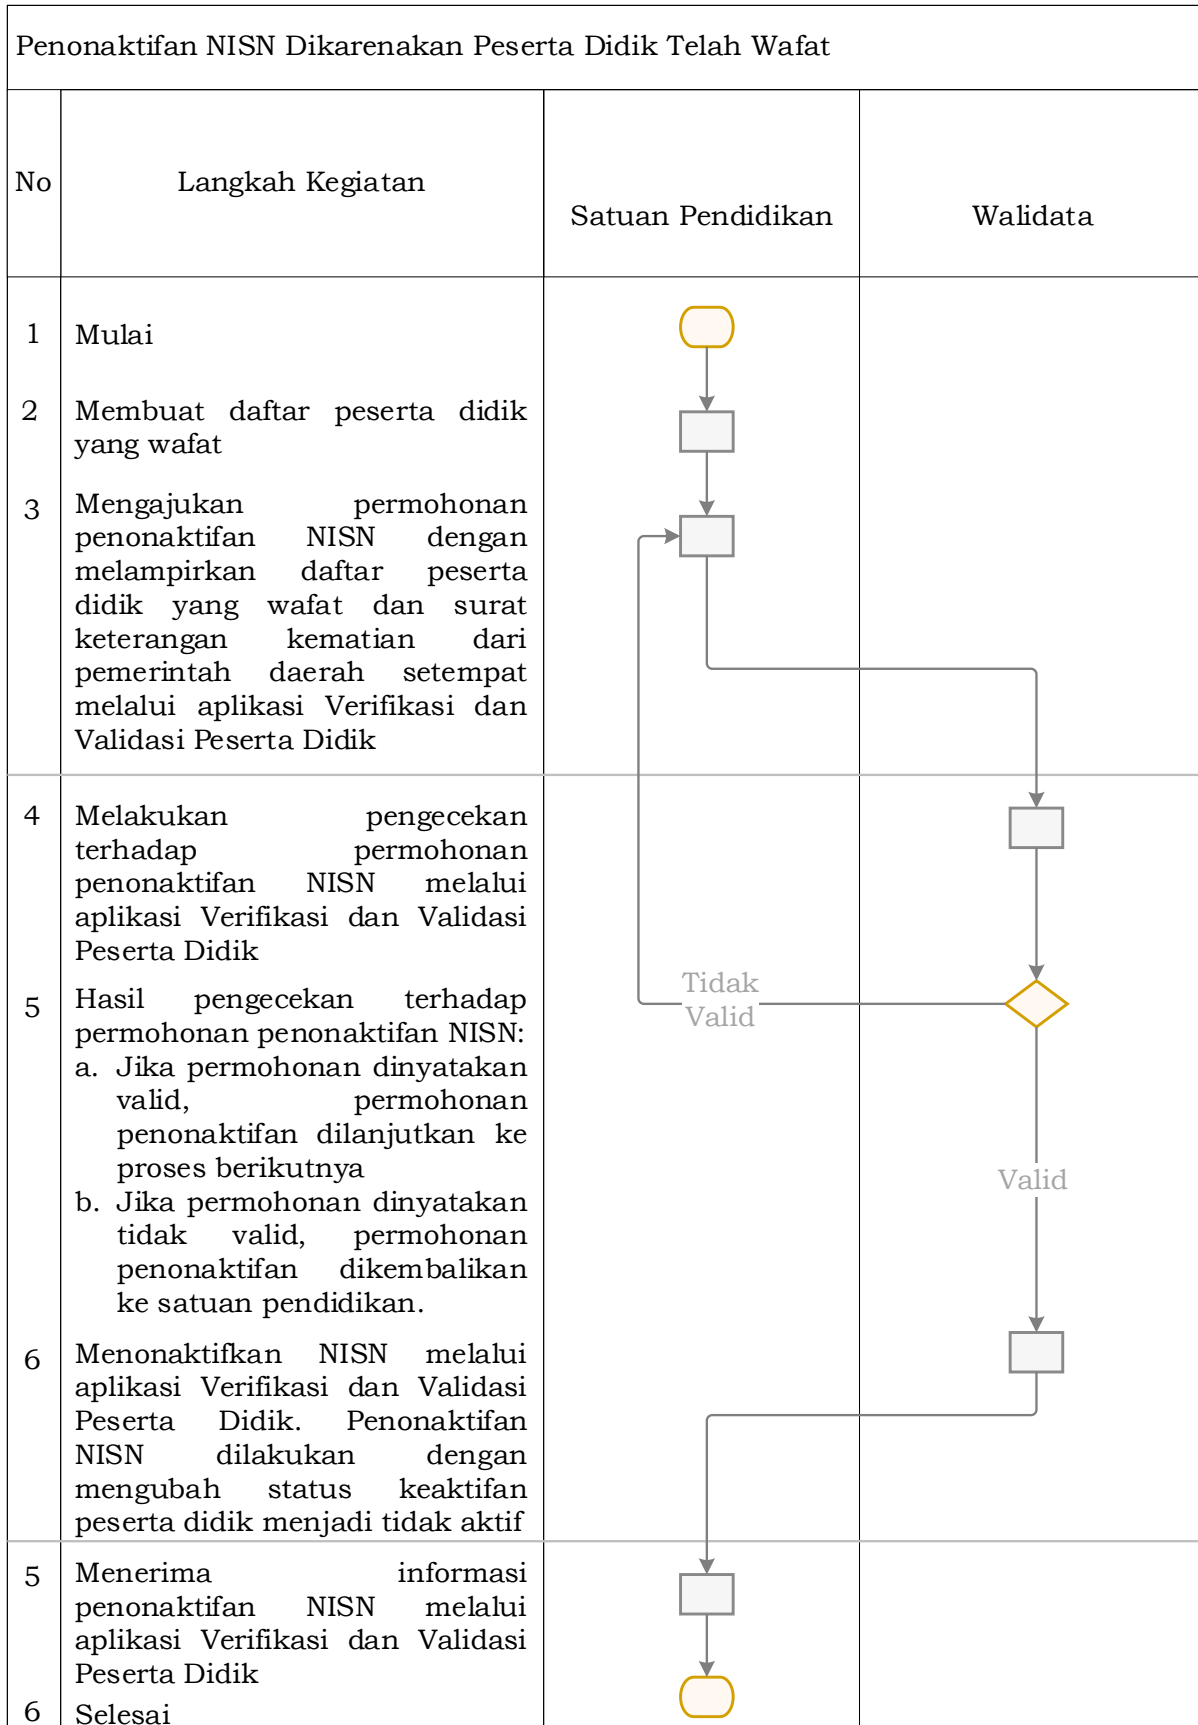 Penonaktifan NISN Dikarenakan Peserta Didik Telah Wafat
No
Langkah Kegiatan
Satuan Pendidikan
Walidata
1
Mulai
2
Membuat daftar peserta didik
yang wafat
3
Mengajukan permohonan
penonaktifan NISN dengan
melampirkan daftar peserta
didik yang wafat dan surat
keterangan kematian dari
pemerintah daerah setempat
melalui aplikasi Verifikasi dan
Validasi Peserta Didik
4
Melakukan pengecekan
terhadap permohonan
penonaktifan NISN melalui
aplikasi Verifikasi dan Validasi
Peserta Didik
Tidak
Valid
5
Hasil pengecekan terhadap
permohonan penonaktifan NISN:
a. Jika permohonan dinyatakan
valid, permohonan
penonaktifan dilanjutkan ke
proses berikutnya
b. Jika permohonan dinyatakan
tidak valid, permohonan
penonaktifan dikembalikan
ke satuan pendidikan.
Valid
6
Menonaktifkan NISN melalui
aplikasi Verifikasi dan Validasi
Peserta Didik. Penonaktifan
NISN dilakukan dengan
mengubah status keaktifan
peserta didik menjadi tidak aktif
5
Menerima informasi
penonaktifan NISN melalui
aplikasi Verifikasi dan Validasi
Peserta Didik
6
Selesai